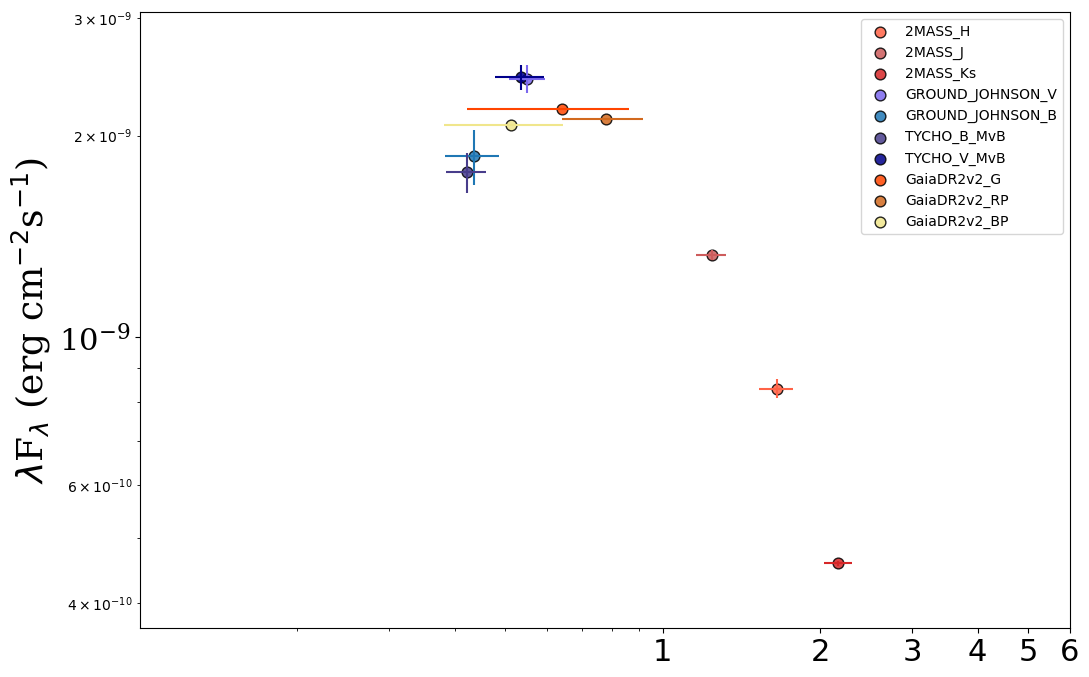 3 × 10⁻⁹
2 × 10⁻⁹
10⁻⁹
6 × 10⁻¹⁰
4 × 10⁻¹⁰
λF_λ (erg cm⁻²s⁻¹)
2MASS_H
2MASS_J
2MASS_Ks
GROUND_JOHNSON_V
GROUND_JOHNSON_B
TYCHO_B_MvB
TYCHO_V_MvB
GaiaDR2v2_G
GaiaDR2v2_RP
GaiaDR2v2_BP
1 2 3 4 5 6